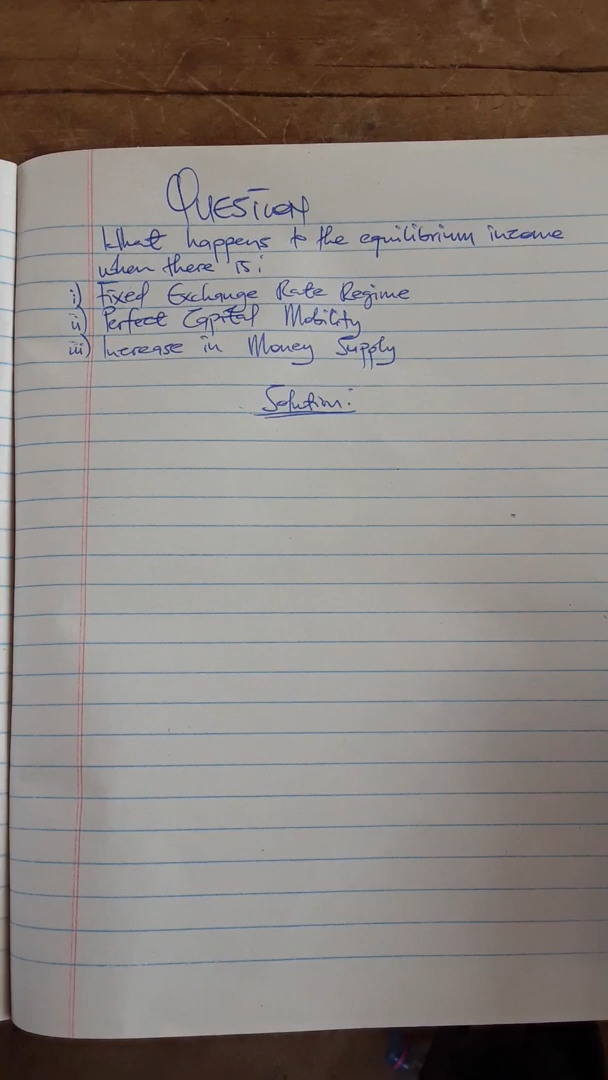 QUESTION
What happens to the equilibrium income
when there is:
i) Fixed Exchange Rate Regime
ii) Perfect Capital Mobility
iii) Increase in Money Supply
Solution: